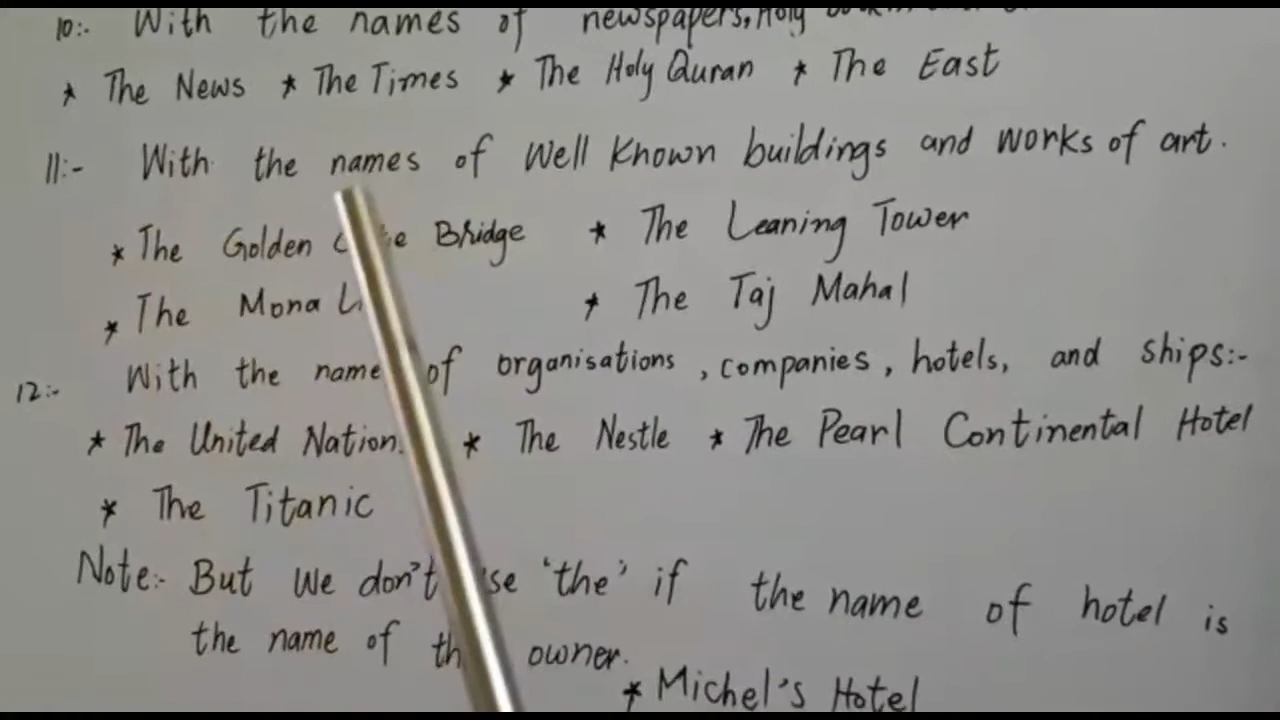 10:- With the names of newspapers, Holy
* The News * The Times * The Holy Quran * The East
11:- With the names of Well Known buildings and works of art.
* The Golden Bridge * The Leaning Tower
* The Mona * The Taj Mahal
12:- With the name of organisations, companies, hotels, and ships:-
* The United Nation * The Nestle * The Pearl Continental Hotel
* The Titanic
Note:- But we don't 'the' if the name of hotel is
the name of owner.
* Michel's Hotel